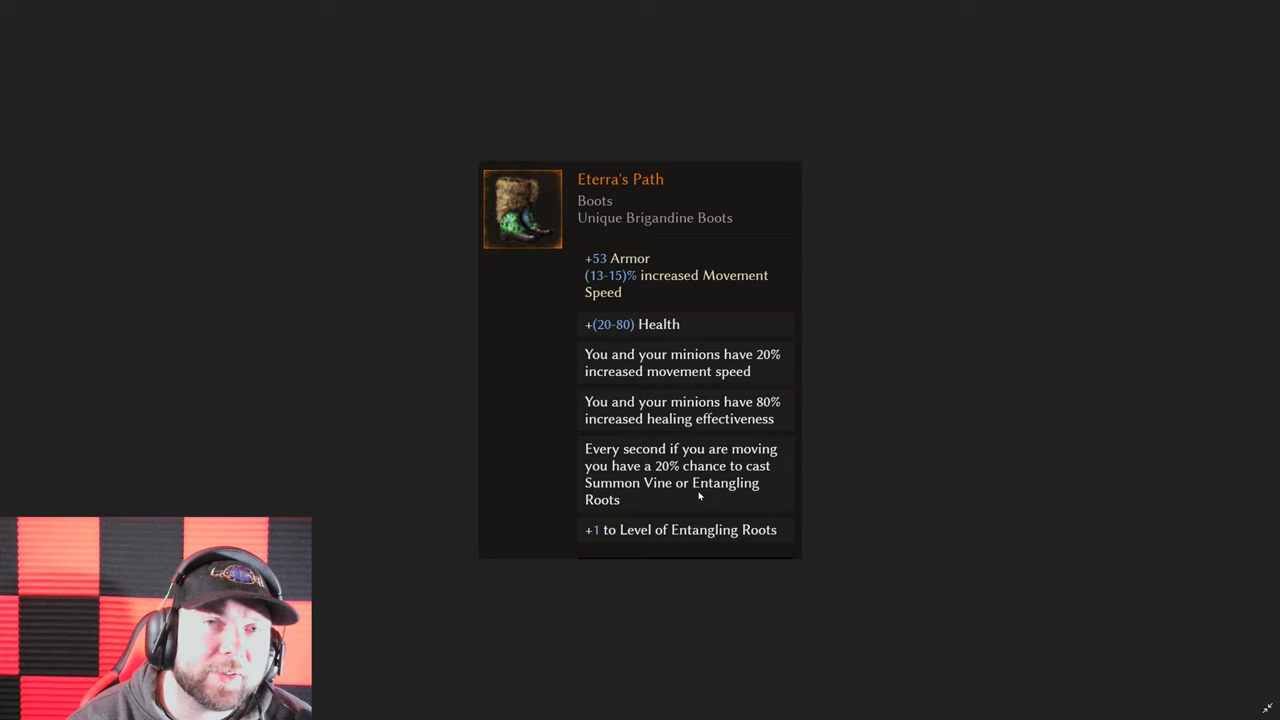 Eterra's Path
Boots
Unique Brigandine Boots
+53 Armor
(13-15)% increased Movement
Speed
+(20-80) Health
You and your minions have 20%
increased movement speed
You and your minions have 80%
increased healing effectiveness
Every second if you are moving
you have a 20% chance to cast
Summon Vine or Entangling
Roots
+1 to Level of Entangling Roots